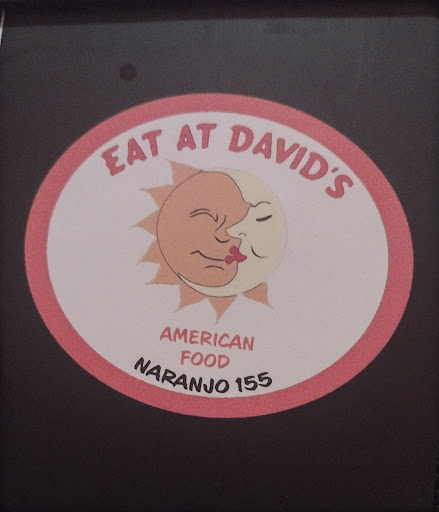 EAT AT DAVID'S
AMERICAN
FOOD
NARANJO 155